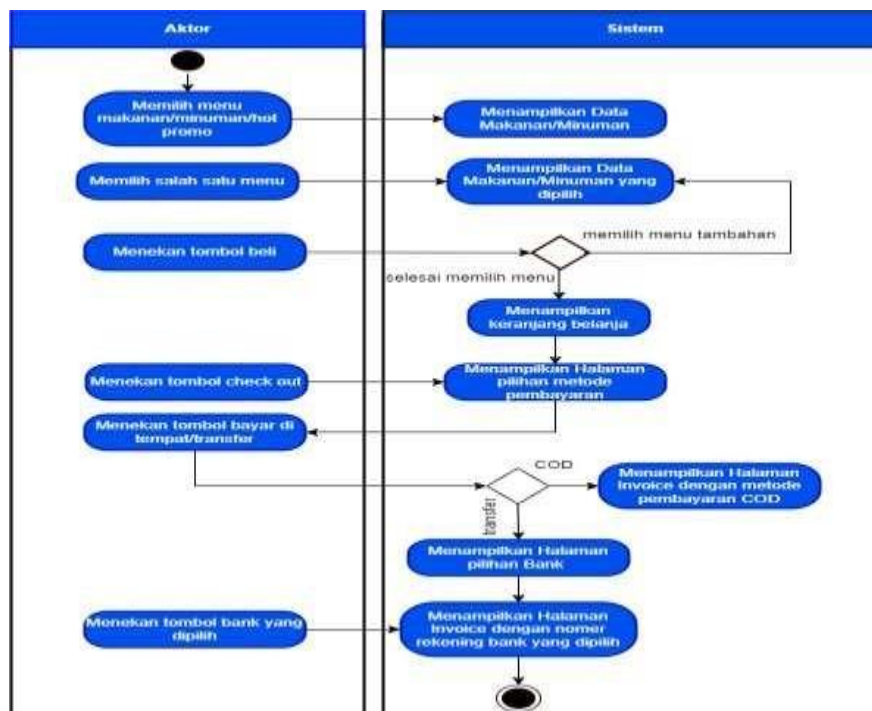 Aktor
Sistem
Memilih menu
makanan/minuman/hot
promo
Menampilkan Data
Makanan/Minuman
Memilih salah satu menu
Menampilkan Data
Makanan/Minuman yang
dipilih
memilih menu tambahan
Menekan tombol beli
selesai memilih menu
Menampilkan
keranjang belanja
Menekan tombol check out
Menampilkan Halaman
pilihan metode
pembayaran
Menekan tombol bayar di
tempat/transfer
COD
Menampilkan Halaman
Invoice dengan metode
pembayaran COD
transfer
Menampilkan Halaman
pilihan Bank
Menekan tombol bank yang
dipilih
Menampilkan Halaman
Invoice dengan nomer
rekening bank yang dipilih